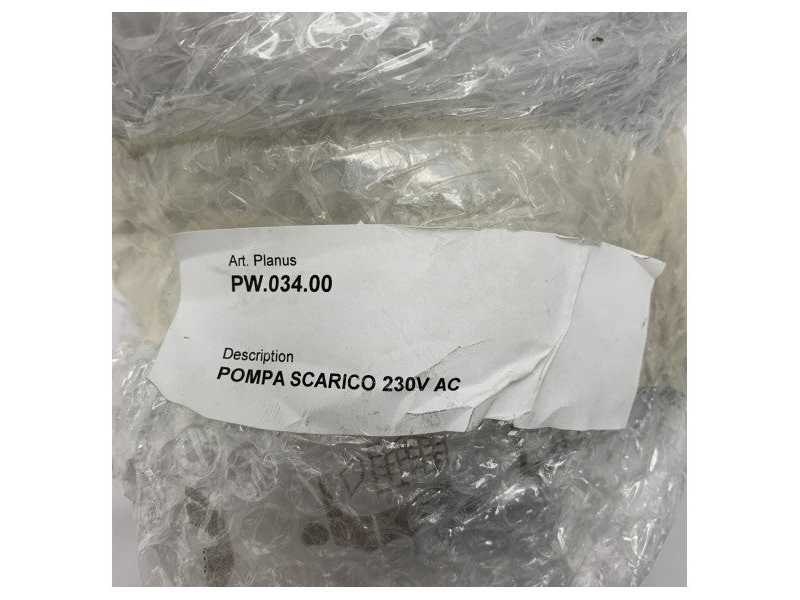 Art. Planus
PW.034.00
Description
POMPA SCARICO 230V AC